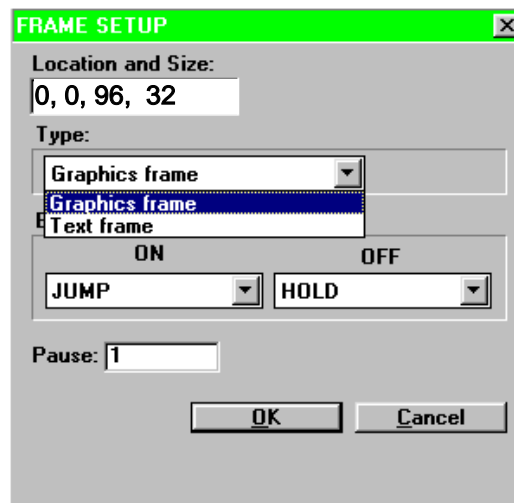 FRAME SETUP
Location and Size:
0, 0, 96, 32
Type:
Graphics frame
Graphics frame
Text frame
ON OFF
JUMP HOLD
Pause: 1
OK Cancel